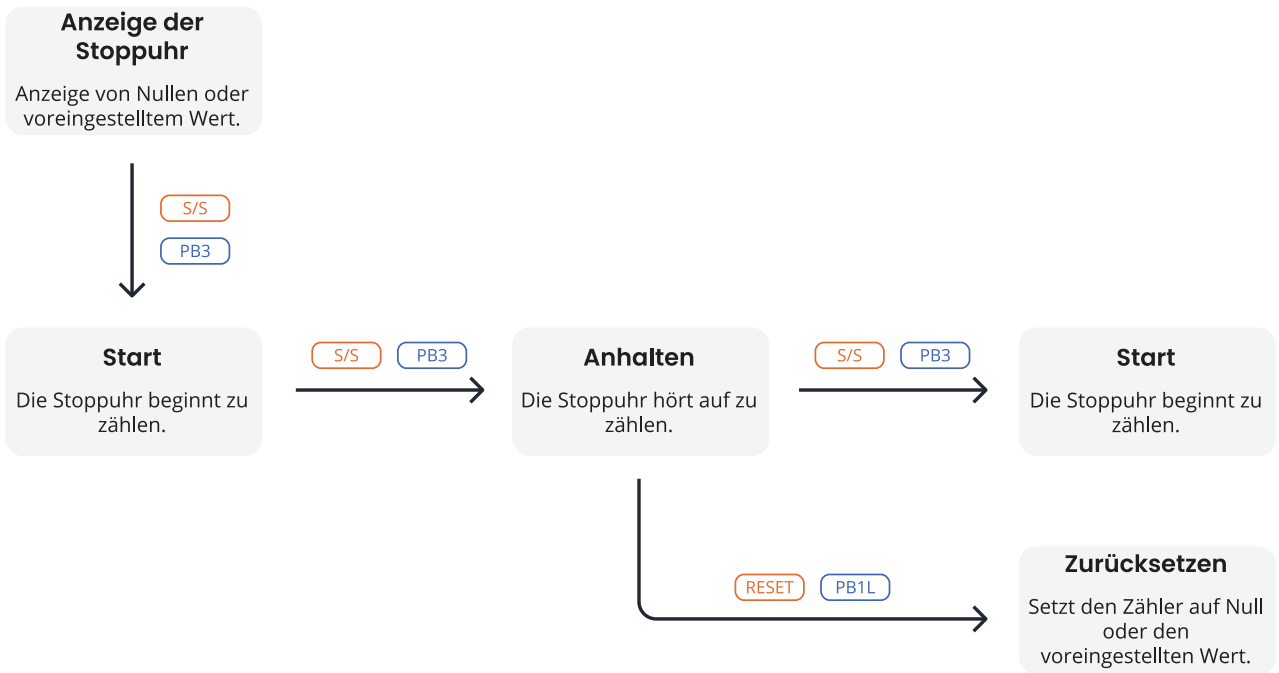 Anzeige der
Stoppuhr
Anzeige von Nullen oder
voreingestelltem Wert.
S/S
PB3
Start
Die Stoppuhr beginnt zu
zählen.
S/S PB3
Anhalten
Die Stoppuhr hört auf zu
zählen.
S/S PB3
Start
Die Stoppuhr beginnt zu
zählen.
RESET PB1L
Zurücksetzen
Setzt den Zähler auf Null
oder den
voreingestellten Wert.